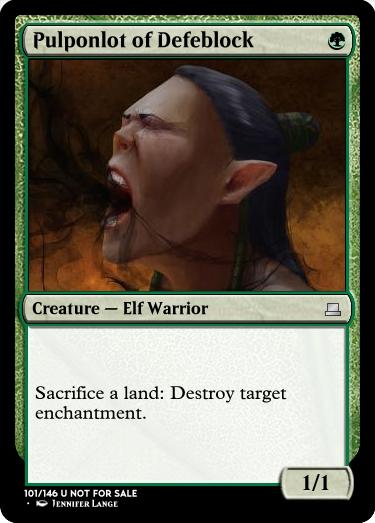 Pulponlot of Defeblock
Creature — Elf Warrior
Sacrifice a land: Destroy target
enchantment.
1/1
101/146 U NOT FOR SALE
· Jennifer Lange